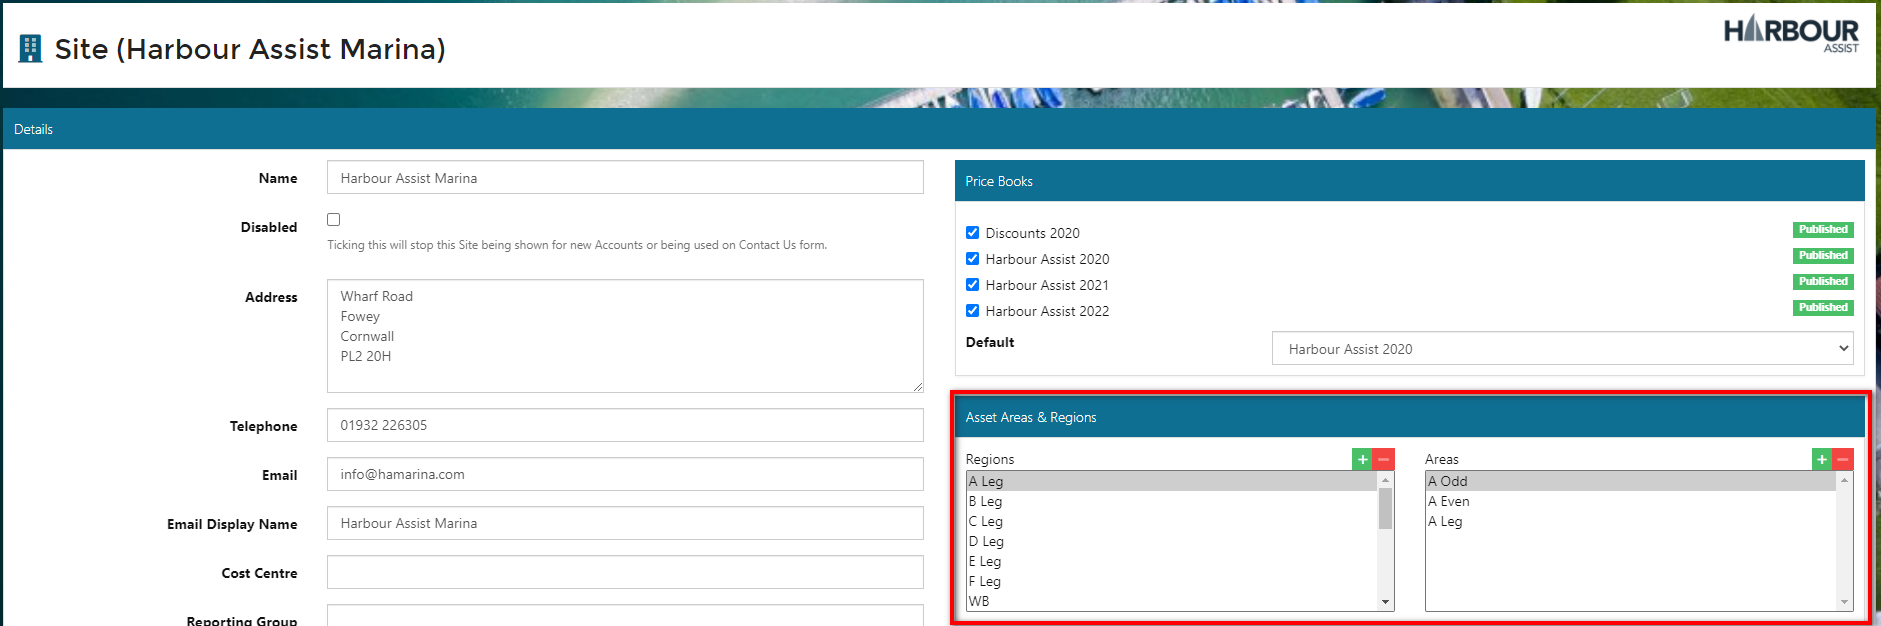 Site (Harbour Assist Marina)
HARBOUR
ASSIST
Details
Name
Harbour Assist Marina
Disabled
Ticking this will stop this Site being shown for new Accounts or being used on Contact Us form.
Address
Wharf Road
Fowey
Cornwall
PL2 20H
Telephone
01932 226305
Email
info@hamarina.com
Email Display Name
Harbour Assist Marina
Cost Centre
Reporting Group
Price Books
Discounts 2020 Published
Harbour Assist 2020 Published
Harbour Assist 2021 Published
Harbour Assist 2022 Published
Default
Harbour Assist 2020
Asset Areas & Regions
Regions
A Leg
B Leg
C Leg
D Leg
E Leg
F Leg
WB
Areas
A Odd
A Even
A Leg